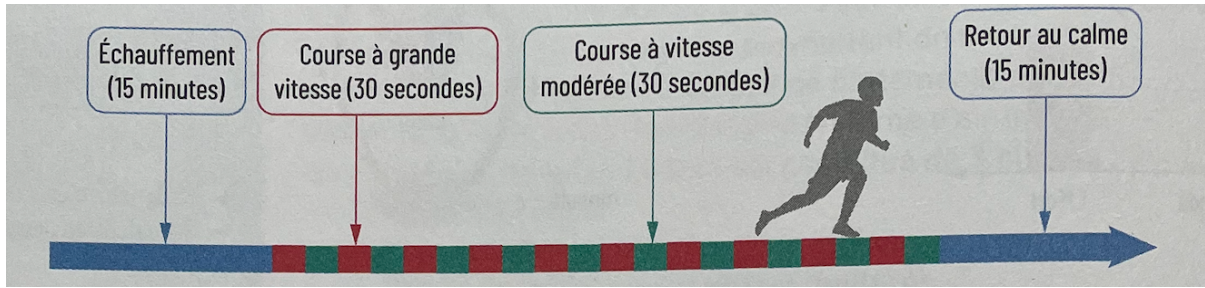 Échauffement
(15 minutes)
Course à grande
vitesse (30 secondes)
Course à vitesse
modérée (30 secondes)
Retour au calme
(15 minutes)